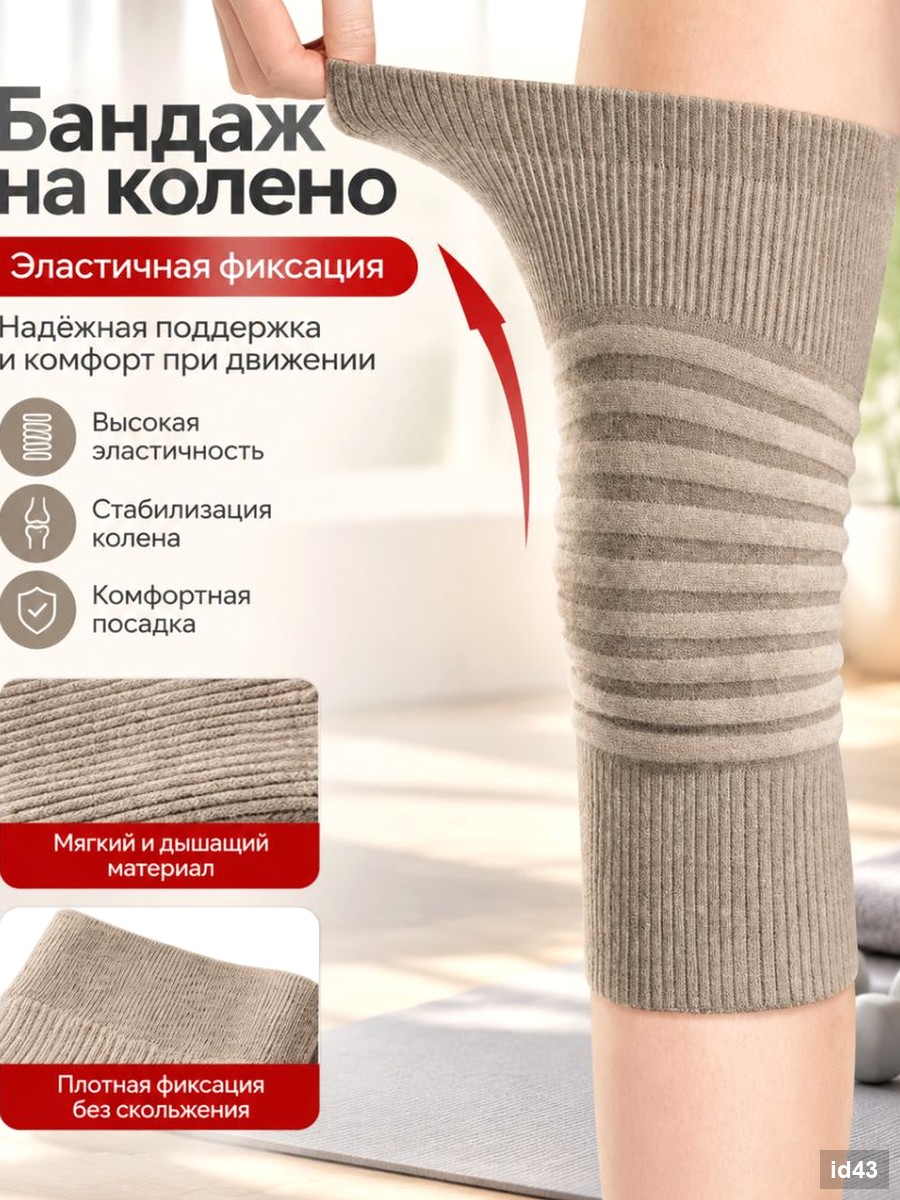 Бандаж
на колено
Эластичная фиксация
Надёжная поддержка
и комфорт при движении
Высокая
эластичность
Стабилизация
колена
Комфортная
посадка
Мягкий и дышащий
материал
Плотная фиксация
без скольжения
id43